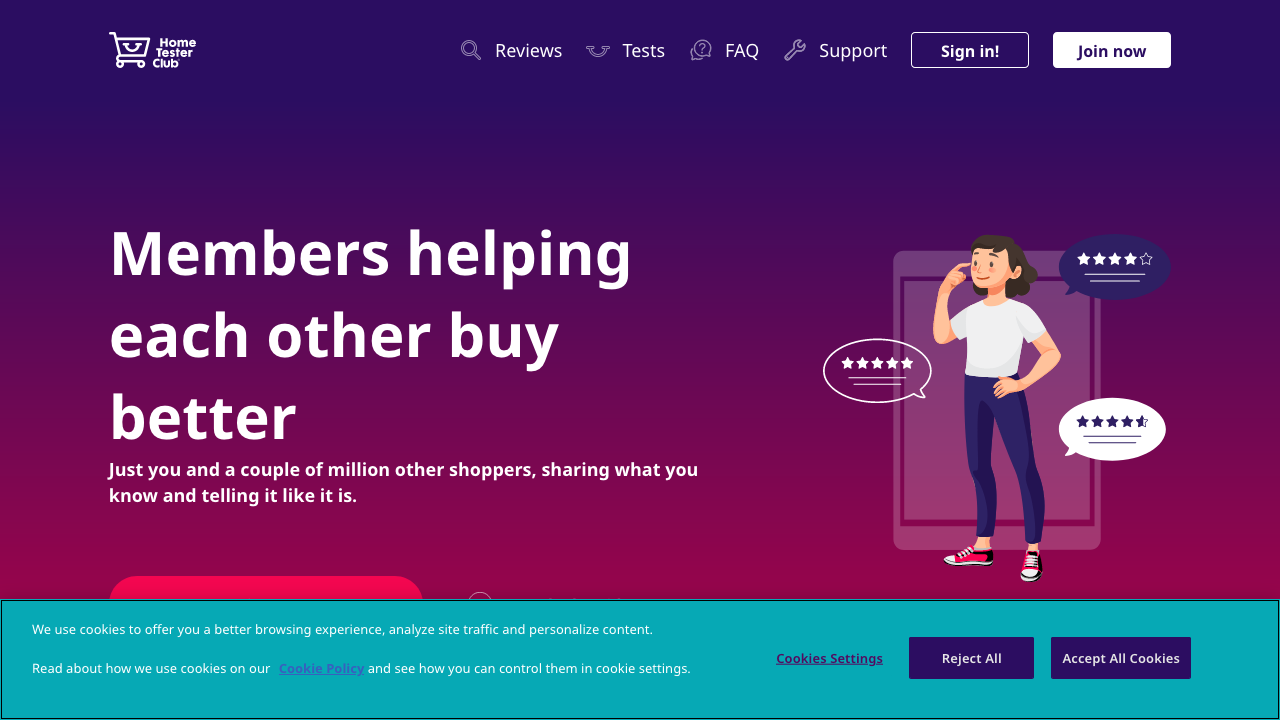 Home
Tester
Club
Reviews
Tests
FAQ
Support
Sign in!
Join now
Members helping
each other buy
better
Just you and a couple of million other shoppers, sharing what you
know and telling it like it is.
We use cookies to offer you a better browsing experience, analyze site traffic and personalize content.
Read about how we use cookies on our Cookie Policy and see how you can control them in cookie settings.
Cookies Settings
Reject All
Accept All Cookies